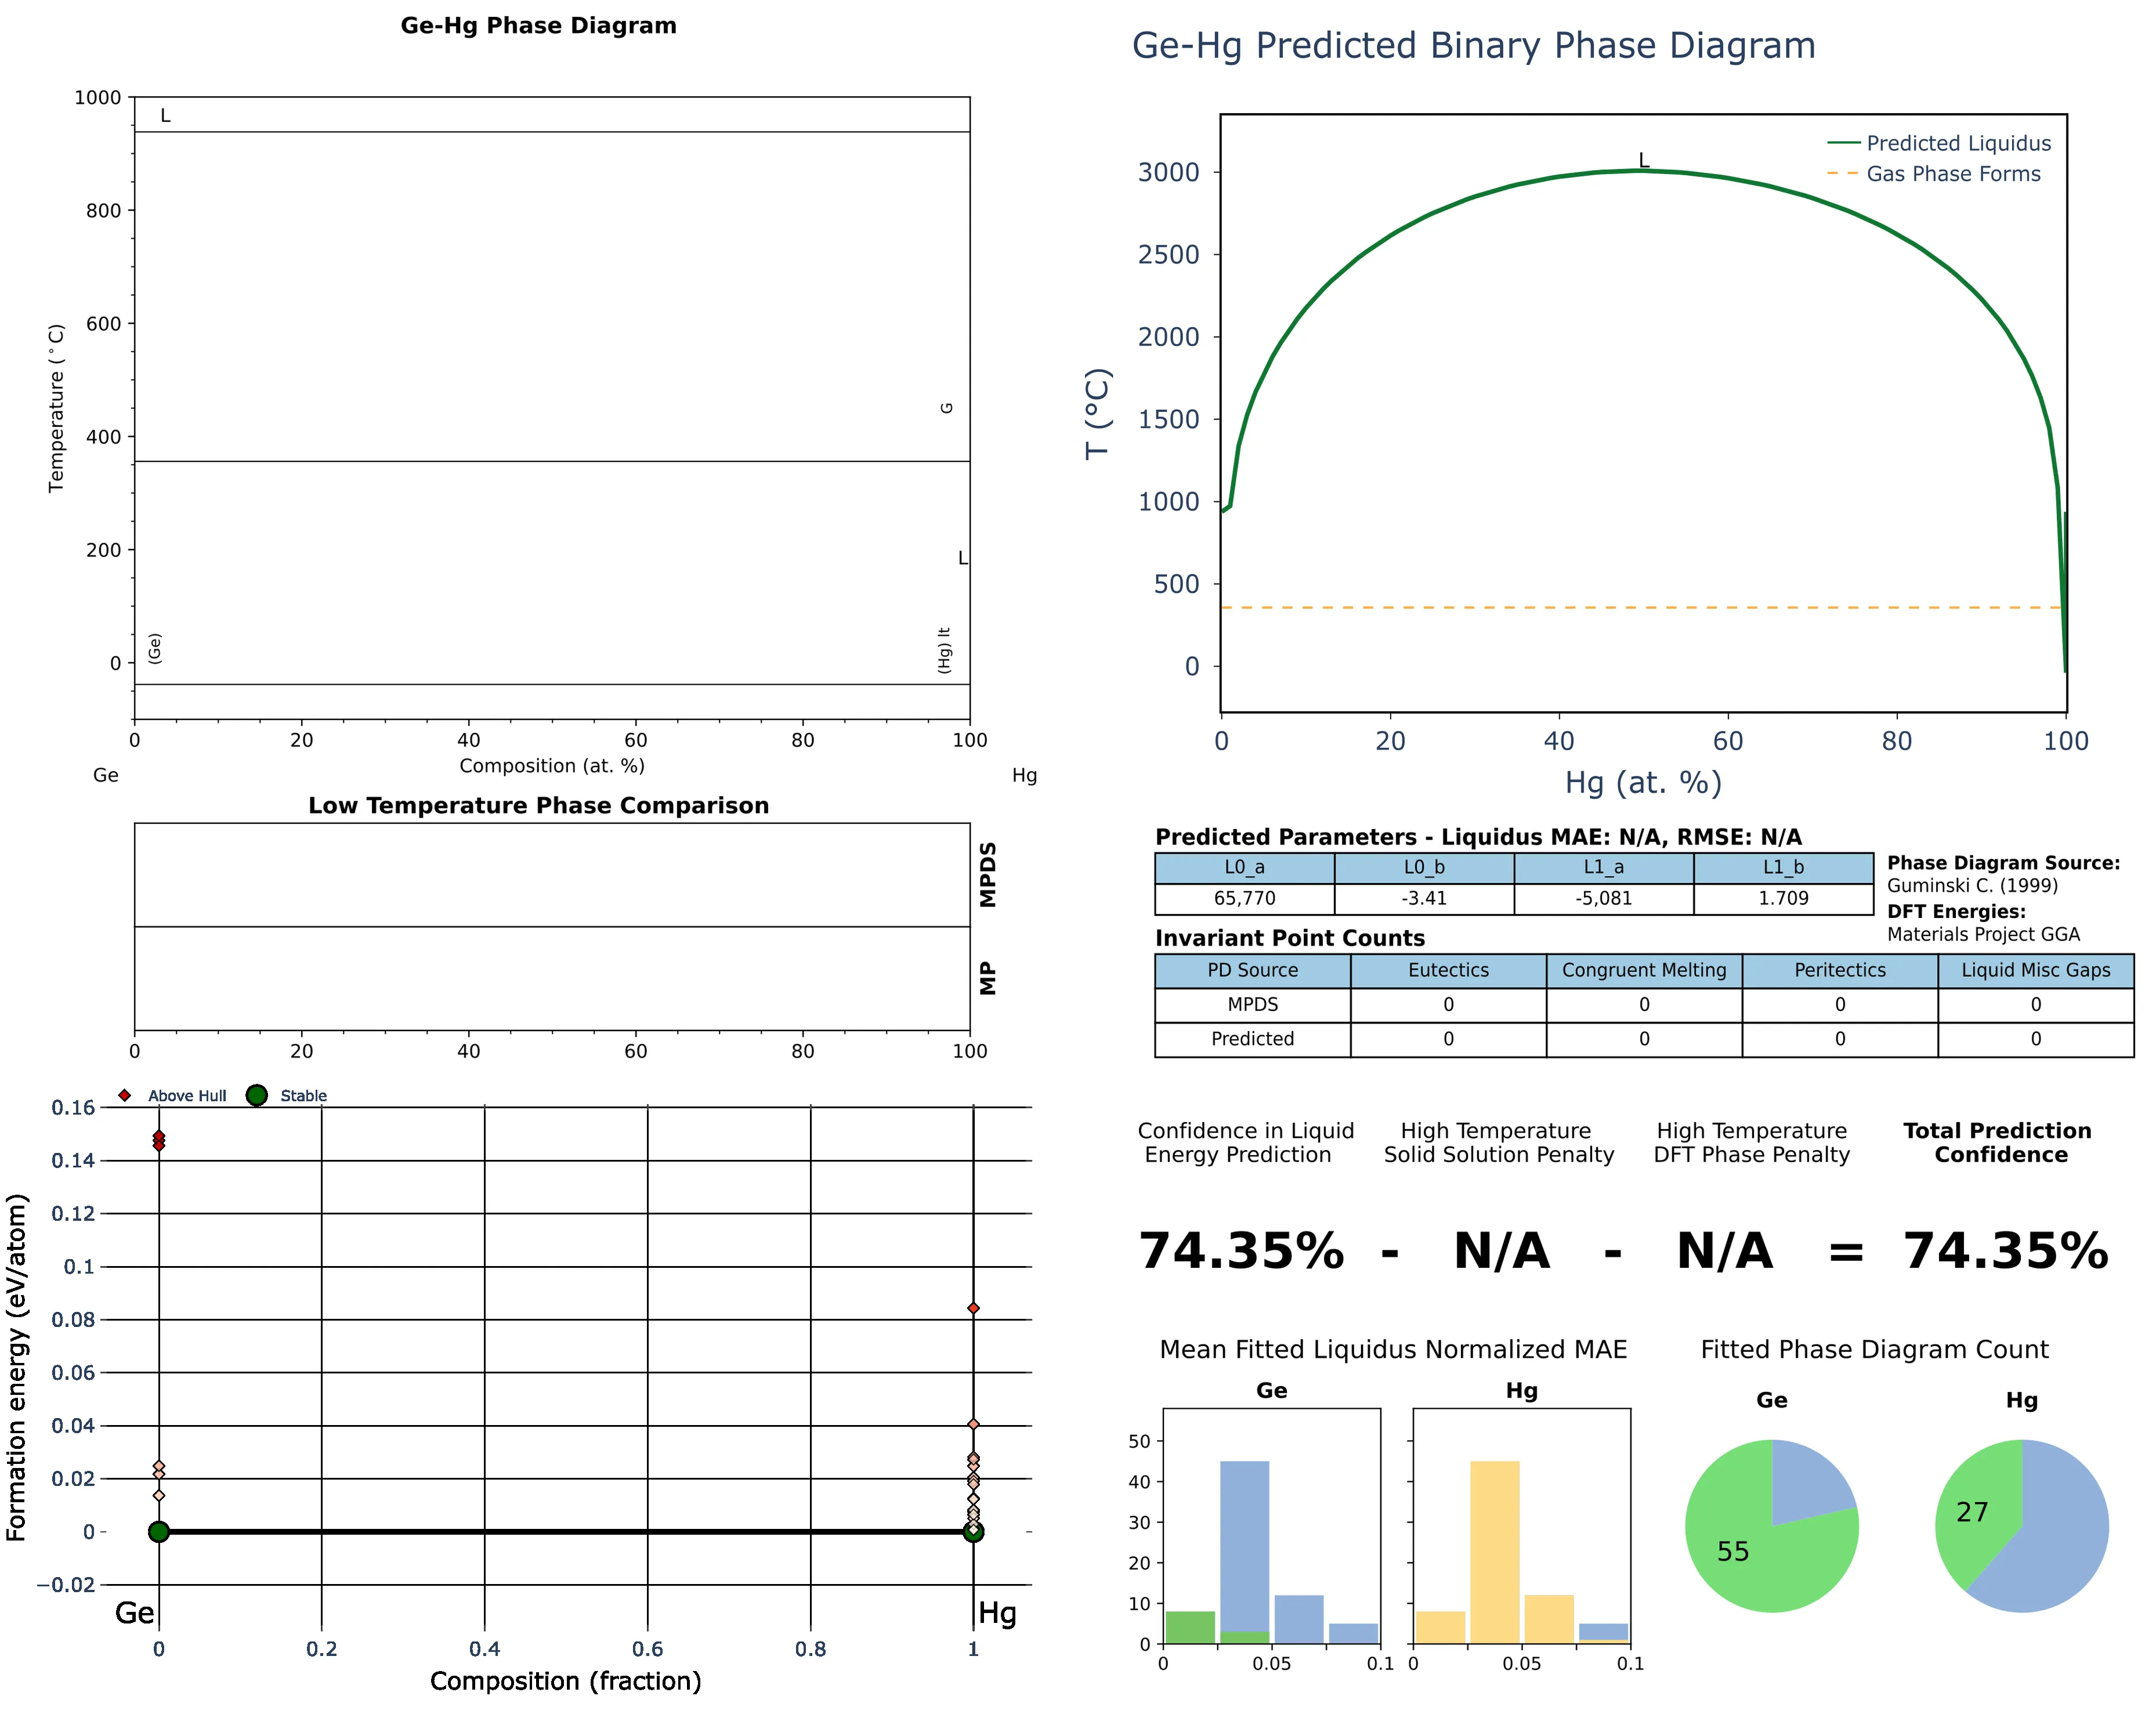 Ge-Hg Phase Diagram
1000
800
600
400
200
0
Temperature (°C)
L
G
L
(Ge)
(Hg) lt
0 20 40 60 80 100
Composition (at. %)
Ge
Hg
Low Temperature Phase Comparison
MPDS
MP
0 20 40 60 80 100
Above Hull
Stable
0.16
0.14
0.12
0.1
0.08
0.06
0.04
0.02
0
−0.02
Formation energy (eV/atom)
Ge
Hg
0 0.2 0.4 0.6 0.8 1
Composition (fraction)
Ge-Hg Predicted Binary Phase Diagram
L
Predicted Liquidus
Gas Phase Forms
3000
2500
2000
1500
1000
500
0
T (°C)
0 20 40 60 80 100
Hg (at. %)
Predicted Parameters - Liquidus MAE: N/A, RMSE: N/A
L0_a L0_b L1_a L1_b
65,770 -3.41 -5,081 1.709
Phase Diagram Source:
Guminski C. (1999)
DFT Energies:
Materials Project GGA
Invariant Point Counts
PD Source Eutectics Congruent Melting Peritectics Liquid Misc Gaps
MPDS 0 0 0 0
Predicted 0 0 0 0
Confidence in Liquid
Energy Prediction
High Temperature
Solid Solution Penalty
High Temperature
DFT Phase Penalty
Total Prediction
Confidence
74.35% - N/A - N/A = 74.35%
Mean Fitted Liquidus Normalized MAE
Ge
Hg
50
40
30
20
10
0
0 0.05 0.1
0 0.05 0.1
Fitted Phase Diagram Count
Ge
Hg
55
27